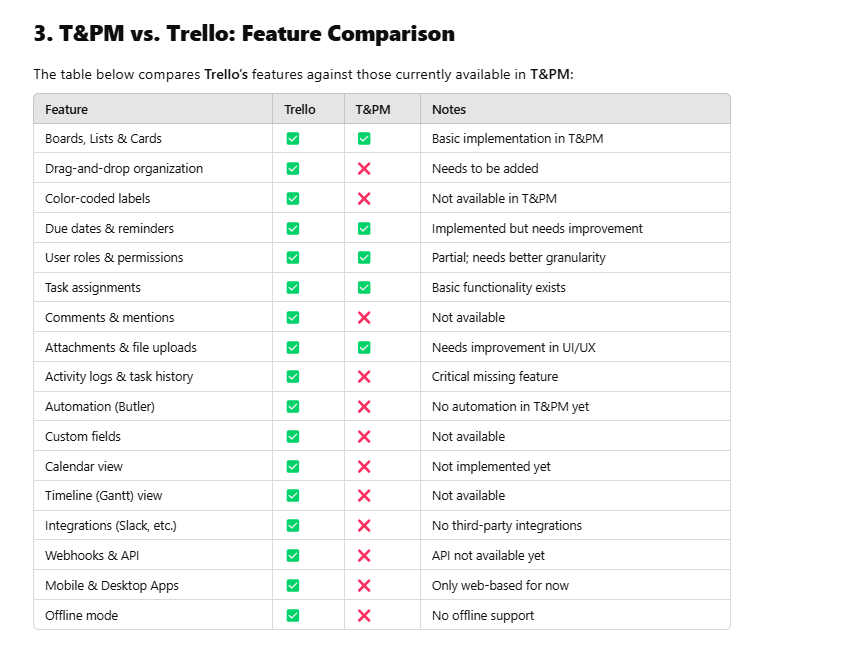 3. T&PM vs. Trello: Feature Comparison
The table below compares Trello’s features against those currently available in T&PM:
Feature Trello T&PM Notes
Boards, Lists & Cards ✅ ✅ Basic implementation in T&PM
Drag-and-drop organization ✅ ❌ Needs to be added
Color-coded labels ✅ ❌ Not available in T&PM
Due dates & reminders ✅ ✅ Implemented but needs improvement
User roles & permissions ✅ ✅ Partial; needs better granularity
Task assignments ✅ ✅ Basic functionality exists
Comments & mentions ✅ ❌ Not available
Attachments & file uploads ✅ ✅ Needs improvement in UI/UX
Activity logs & task history ✅ ❌ Critical missing feature
Automation (Butler) ✅ ❌ No automation in T&PM yet
Custom fields ✅ ❌ Not available
Calendar view ✅ ❌ Not implemented yet
Timeline (Gantt) view ✅ ❌ Not available
Integrations (Slack, etc.) ✅ ❌ No third-party integrations
Webhooks & API ✅ ❌ API not available yet
Mobile & Desktop Apps ✅ ❌ Only web-based for now
Offline mode ✅ ❌ No offline support